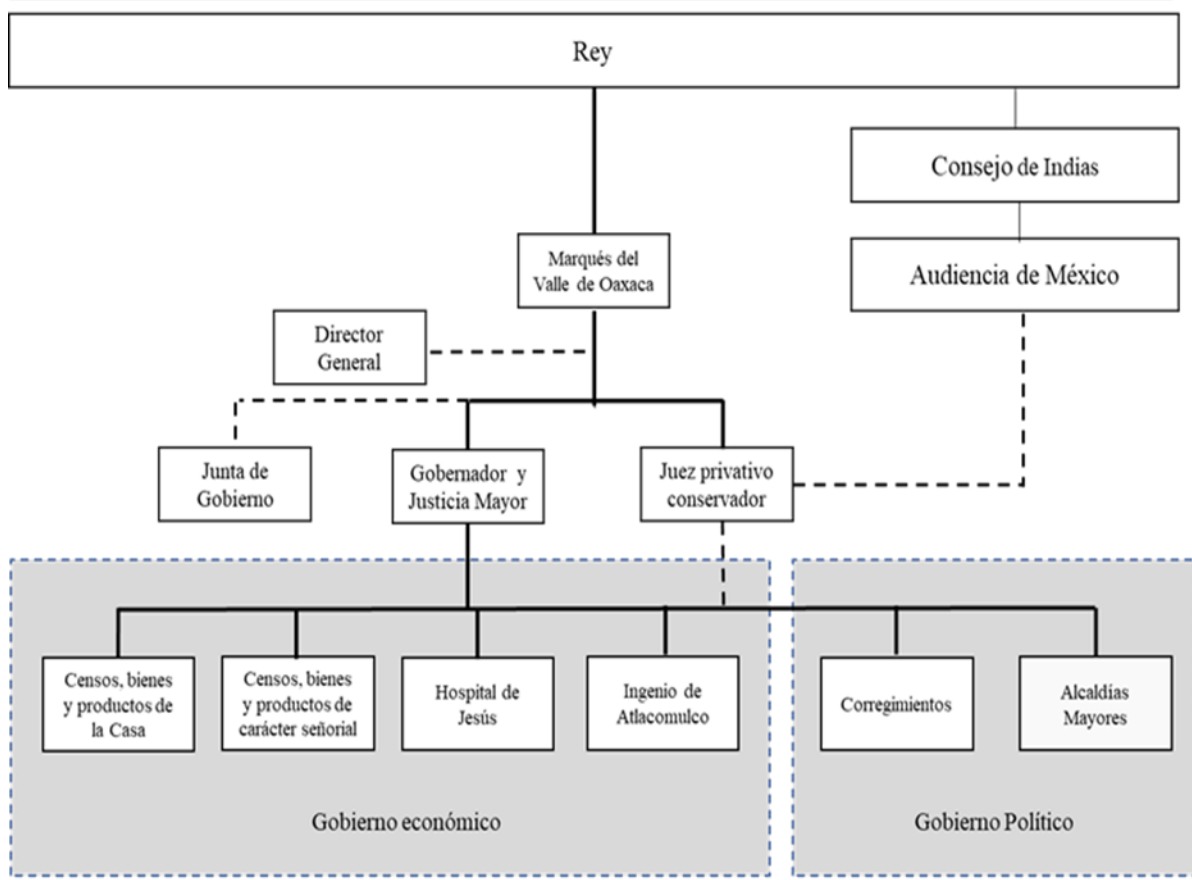 Rey
Consejo de Indias
Marqués del
Valle de Oaxaca
Audiencia de México
Director
General
Junta de
Gobierno
Gobernador y
Justicia Mayor
Juez privativo
conservador
Censos, bienes
y productos de
la Casa
Censos, bienes
y productos de
carácter señorial
Hospital de
Jesús
Ingenio de
Atlacomulco
Corregimientos
Alcaldías
Mayores
Gobierno económico
Gobierno Político